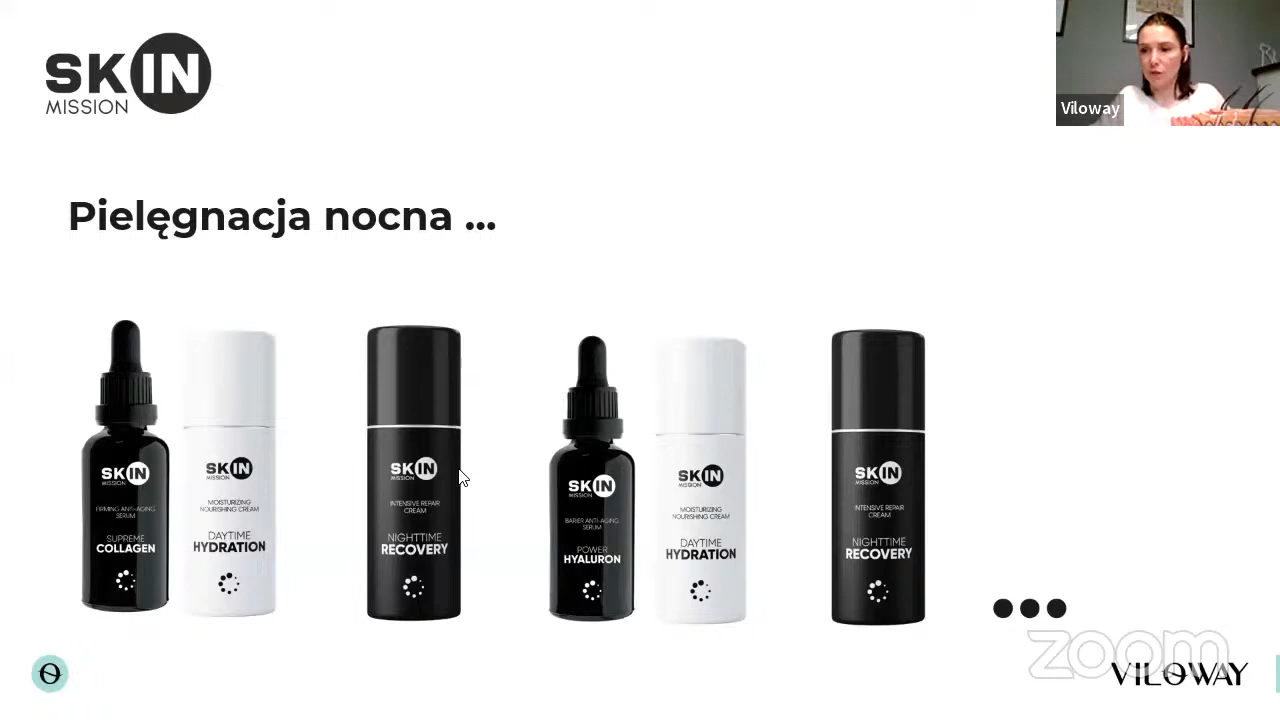 SKIN
MISSION
Viloway
Pielęgnacja nocna ...
SKIN
MISSION
FIRMING ANTI-AGING
SERUM
SUPREME
COLLAGEN
SKIN
MISSION
MOISTURIZING
NOURISHING CREAM
DAYTIME
HYDRATION
SKIN
MISSION
INTENSIVE REPAIR
CREAM
NIGHTTIME
RECOVERY
SKIN
MISSION
BARIER ANTI-AGING
SERUM
POWER
HYALURON
SKIN
MISSION
MOISTURIZING
NOURISHING CREAM
DAYTIME
HYDRATION
SKIN
MISSION
INTENSIVE REPAIR
CREAM
NIGHTTIME
RECOVERY
zoom
VILOWAY